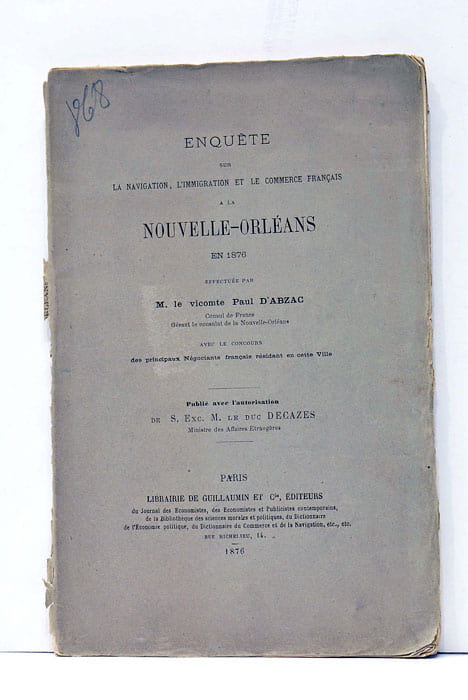 868
ENQUÊTE
SUR
LA NAVIGATION, L'IMMIGRATION ET LE COMMERCE FRANÇAIS
A LA
NOUVELLE-ORLÉANS
EN 1876
EFFECTUÉE PAR
M. le vicomte Paul D'ABZAC
Consul de France
Gérant le consulat de la Nouvelle-Orléans
AVEC LE CONCOURS
des principaux Négociants français résidant en cette Ville
Publié avec l'autorisation
DE S. EXC. M. LE DUC DECAZES
Ministre des Affaires Étrangères
PARIS
LIBRAIRIE DE GUILLAUMIN ET Cie, ÉDITEURS
du Journal des Économistes, des Économistes et Publicistes contemporains,
de la Bibliothèque des sciences morales et politiques, du Dictionnaire
de l'Économie politique, du Dictionnaire du Commerce et de la Navigation, etc., etc.
RUE RICHELIEU, 14.
1876